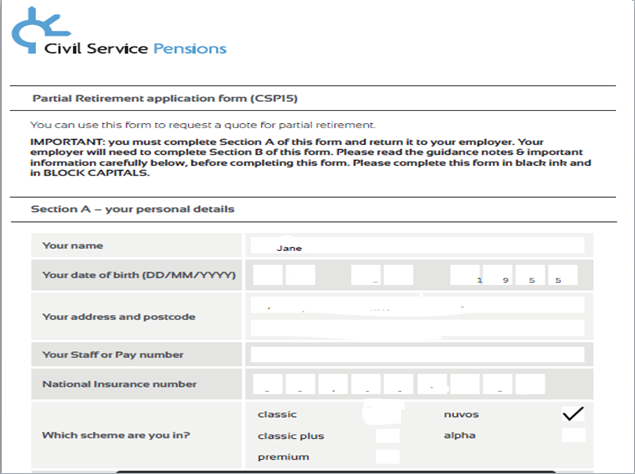 Civil Service Pensions
Partial Retirement application form (CSP15)
You can use this form to request a quote for partial retirement.
IMPORTANT: you must complete Section A of this form and return it to your employer. Your
employer will need to complete Section B of this form. Please read the guidance notes & important
information carefully below, before completing this form. Please complete this form in black ink and
in BLOCK CAPITALS.
Section A – your personal details
Your name Jane
Your date of birth (DD/MM/YYYY) 1 9 5 5
Your address and postcode
Your Staff or Pay number
National Insurance number
Which scheme are you in?
classic nuvos ✓
classic plus alpha
premium